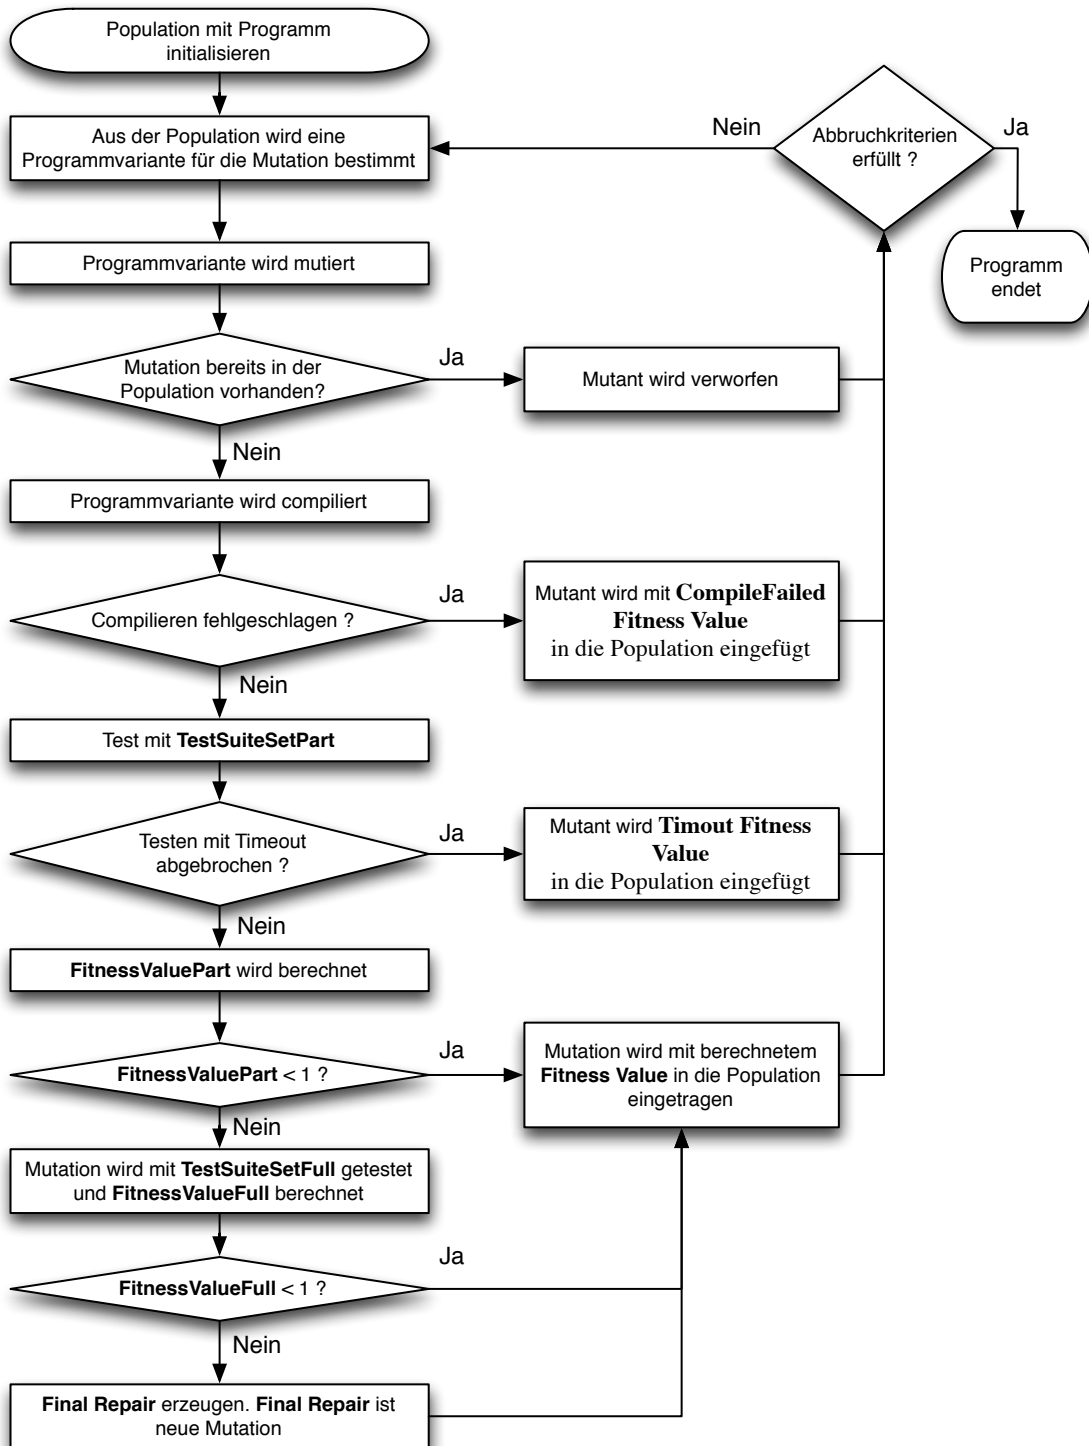 Population mit Programm
initialisieren
Nein
Abbruchkriterien
erfüllt ?
Ja
Aus der Population wird eine
Programmvariante für die Mutation bestimmt
Programm
endet
Programmvariante wird mutiert
Mutation bereits in der
Population vorhanden?
Ja
Mutant wird verworfen
Nein
Programmvariante wird compiliert
Compilieren fehlgeschlagen ?
Ja
Mutant wird mit CompileFailed
Fitness Value
in die Population eingefügt
Nein
Test mit TestSuiteSetPart
Testen mit Timeout
abgebrochen ?
Ja
Mutant wird Timout Fitness
Value
in die Population eingefügt
Nein
FitnessValuePart wird berechnet
FitnessValuePart < 1 ?
Ja
Mutation wird mit berechnetem
Fitness Value in die Population
eingetragen
Nein
Mutation wird mit TestSuiteSetFull getestet
und FitnessValueFull berechnet
FitnessValueFull < 1 ?
Ja
Nein
Final Repair erzeugen. Final Repair ist
neue Mutation